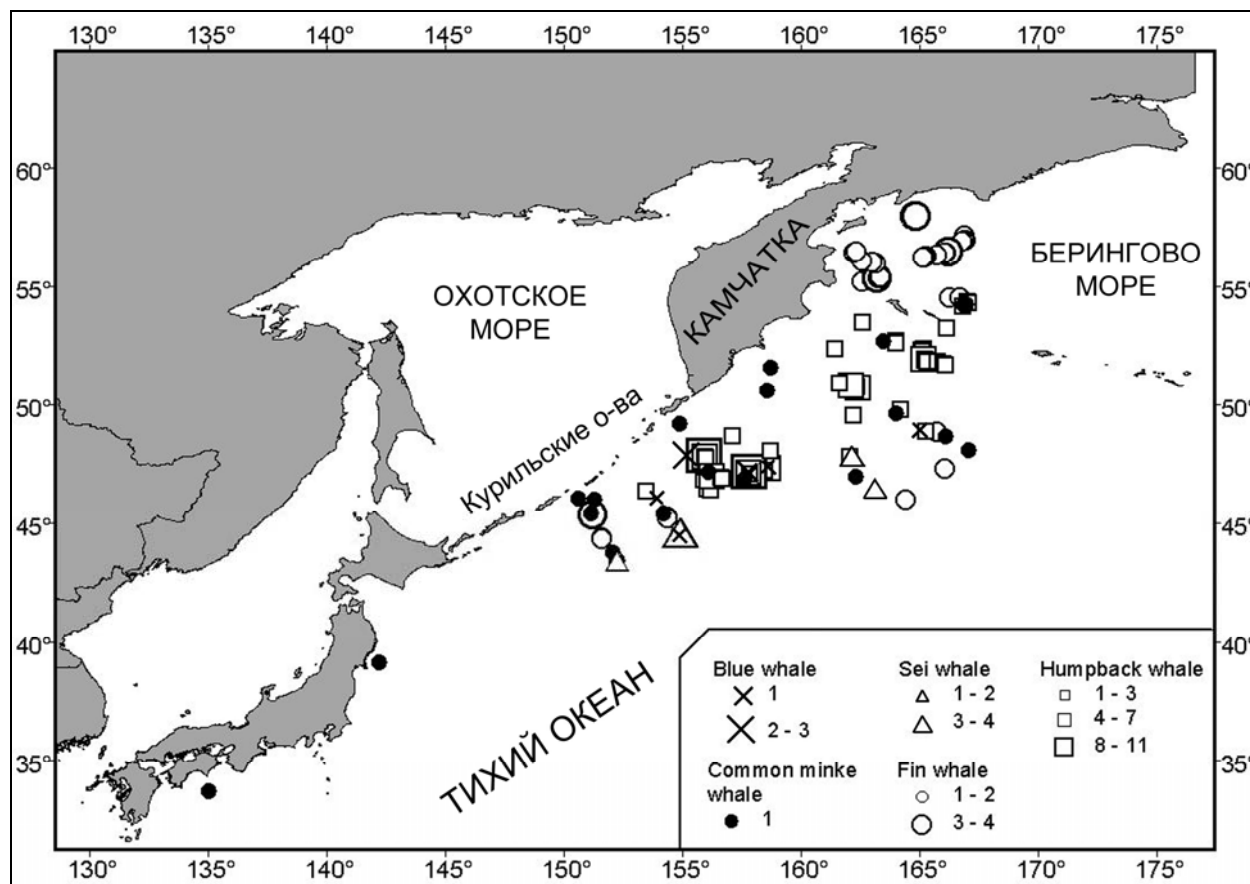 130° 135° 140° 145° 150° 155° 160° 165° 170° 175°
60° 60°
КАМЧАТКА
БЕРИНГОВО
МОРЕ
ОХОТСКОЕ
МОРЕ
55° 55°
50° 50°
Курильские о-ва
45° 45°
40° 40°
ТИХИЙ ОКЕАН
35° 35°
Blue whale
1
2 - 3
Common minke
whale
1
Sei whale
1 - 2
3 - 4
Fin whale
1 - 2
3 - 4
Humpback whale
1 - 3
4 - 7
8 - 11
130° 135° 140° 145° 150° 155° 160° 165° 170° 175°